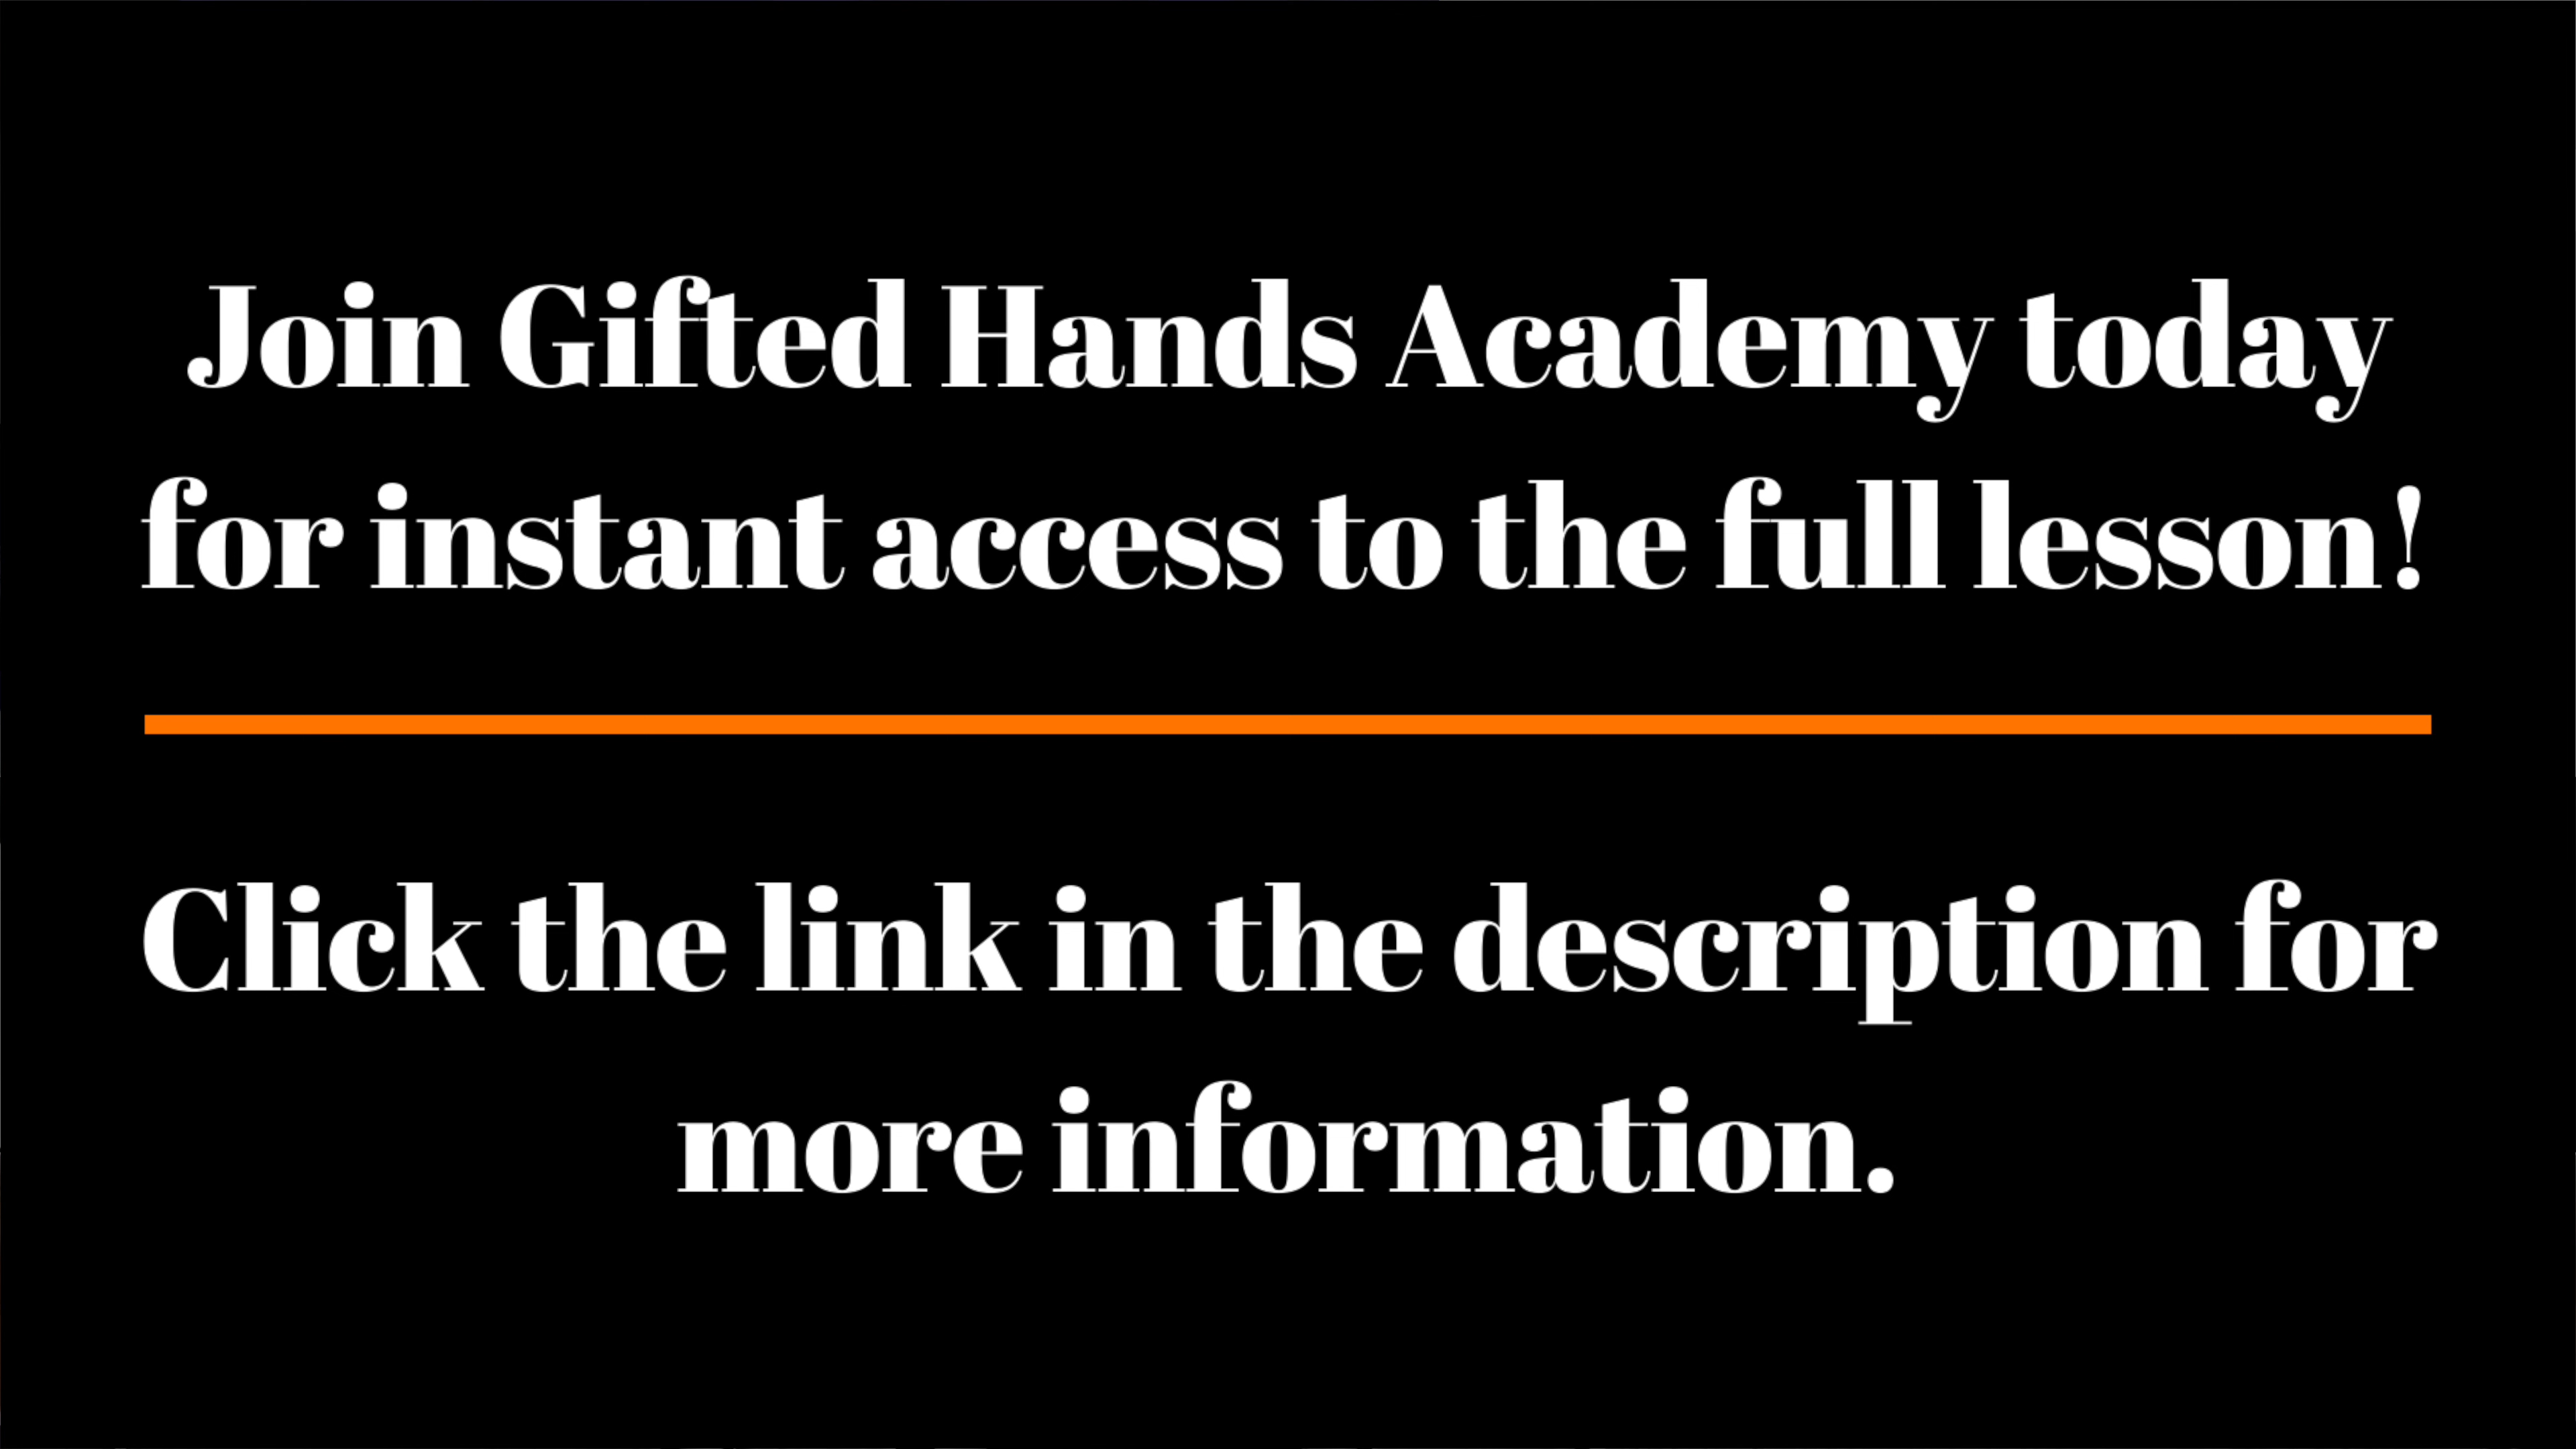 Join Gifted Hands Academy today
for instant access to the full lesson!
Click the link in the description for
more information.